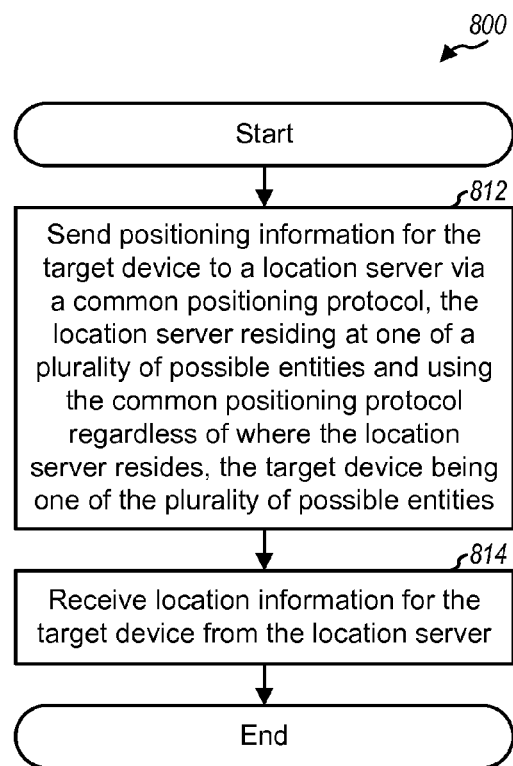 800
Start
812
Send positioning information for the
target device to a location server via
a common positioning protocol, the
location server residing at one of a
plurality of possible entities and using
the common positioning protocol
regardless of where the location
server resides, the target device being
one of the plurality of possible entities
814
Receive location information for the
target device from the location server
End